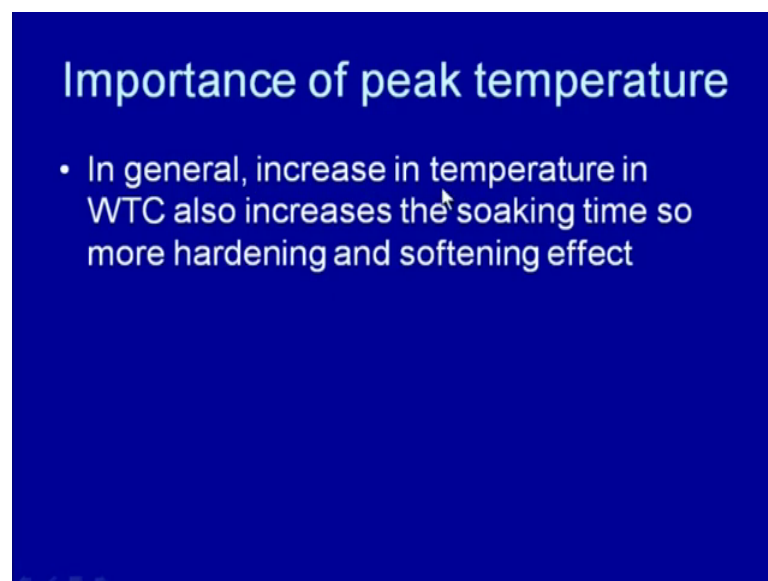 Importance of peak temperature
• In general, increase in temperature in
WTC also increases the soaking time so
more hardening and softening effect